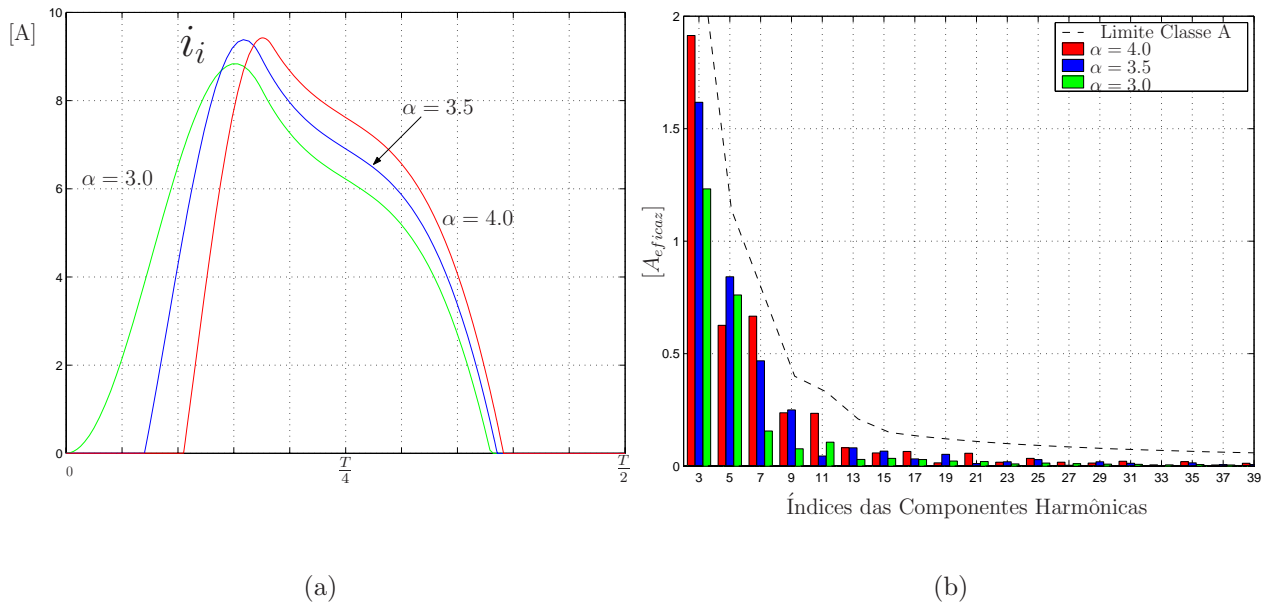 [A]
10
8
6
4
2
0
i_i
α = 3.5
α = 3.0
α = 4.0
0
T/4
T/2
(a)
[A_{eficaz}]
2
1.5
1
0.5
0
Limite Classe A
α = 4.0
α = 3.5
α = 3.0
3 5 7 9 11 13 15 17 19 21 23 25 27 29 31 33 35 37 39
Índices das Componentes Harmônicas
(b)